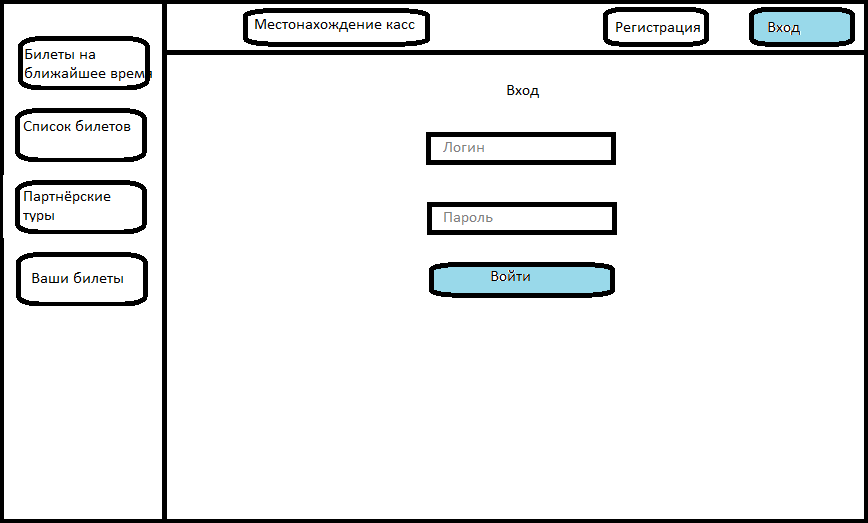 Местонахождение касс
Регистрация
Вход
Билеты на
ближайшее время
Список билетов
Партнёрские
туры
Ваши билеты
Вход
Логин
Пароль
Войти